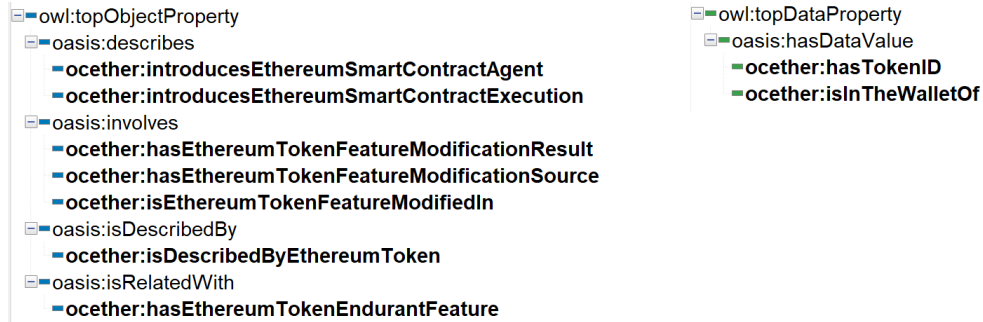 owl:topObjectProperty
oasis:describes
ocether:introducesEthereumSmartContractAgent
ocether:introducesEthereumSmartContractExecution
oasis:involves
ocether:hasEthereumTokenFeatureModificationResult
ocether:hasEthereumTokenFeatureModificationSource
ocether:isEthereumTokenFeatureModifiedIn
oasis:isDescribedBy
ocether:isDescribedByEthereumToken
oasis:isRelatedWith
ocether:hasEthereumTokenEndurantFeature
owl:topDataProperty
oasis:hasDataValue
ocether:hasTokenID
ocether:isInTheWalletOf